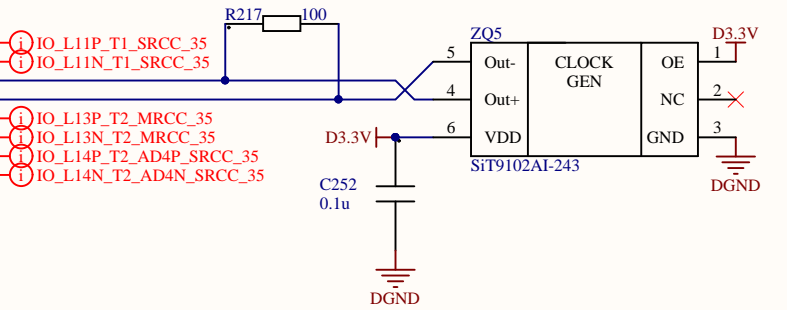 R217 100
IO_L11P_T1_SRCC_35
IO_L11N_T1_SRCC_35
IO_L13P_T2_MRCC_35
IO_L13N_T2_MRCC_35
IO_L14P_T2_AD4P_SRCC_35
IO_L14N_T2_AD4N_SRCC_35
ZQ5
5 Out- CLOCK GEN OE 1 D3.3V
4 Out+ NC 2
D3.3V 6 VDD GND 3
SiT9102AI-243
DGND
C252
0.1u
DGND